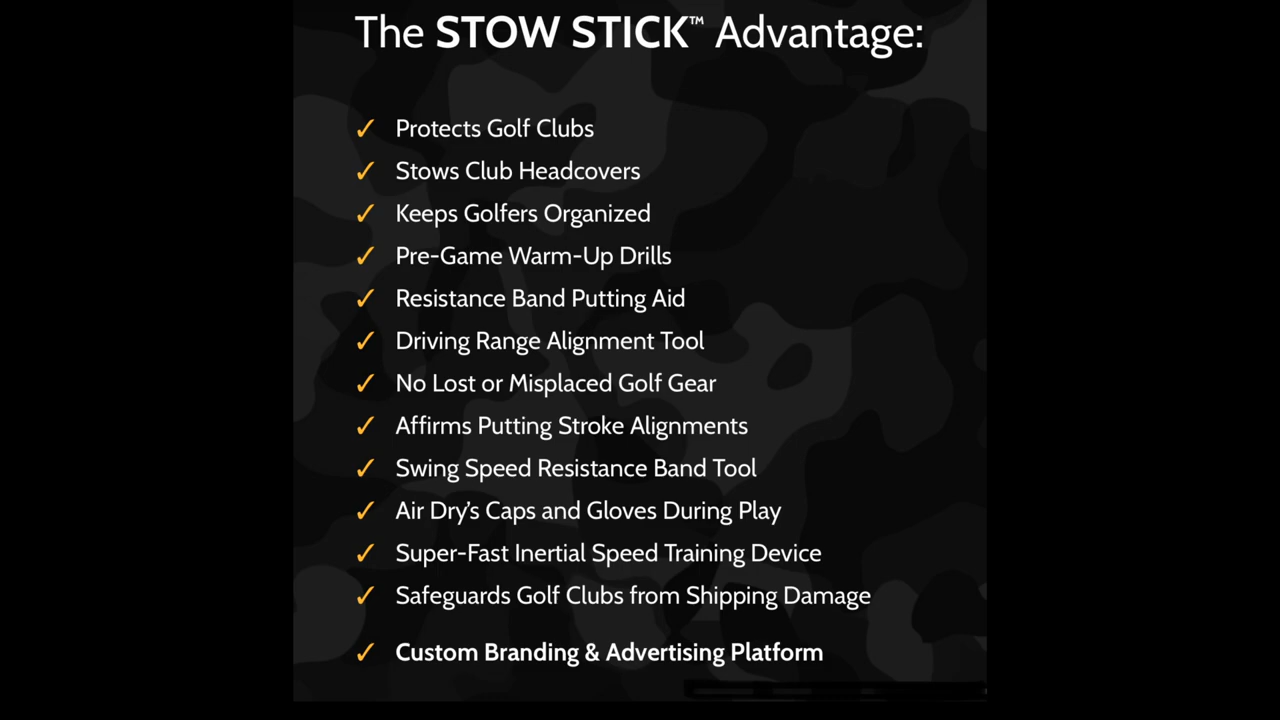 The STOW STICK™ Advantage:
✓ Protects Golf Clubs
✓ Stows Club Headcovers
✓ Keeps Golfers Organized
✓ Pre-Game Warm-Up Drills
✓ Resistance Band Putting Aid
✓ Driving Range Alignment Tool
✓ No Lost or Misplaced Golf Gear
✓ Affirms Putting Stroke Alignments
✓ Swing Speed Resistance Band Tool
✓ Air Dry's Caps and Gloves During Play
✓ Super-Fast Inertial Speed Training Device
✓ Safeguards Golf Clubs from Shipping Damage
✓ Custom Branding & Advertising Platform